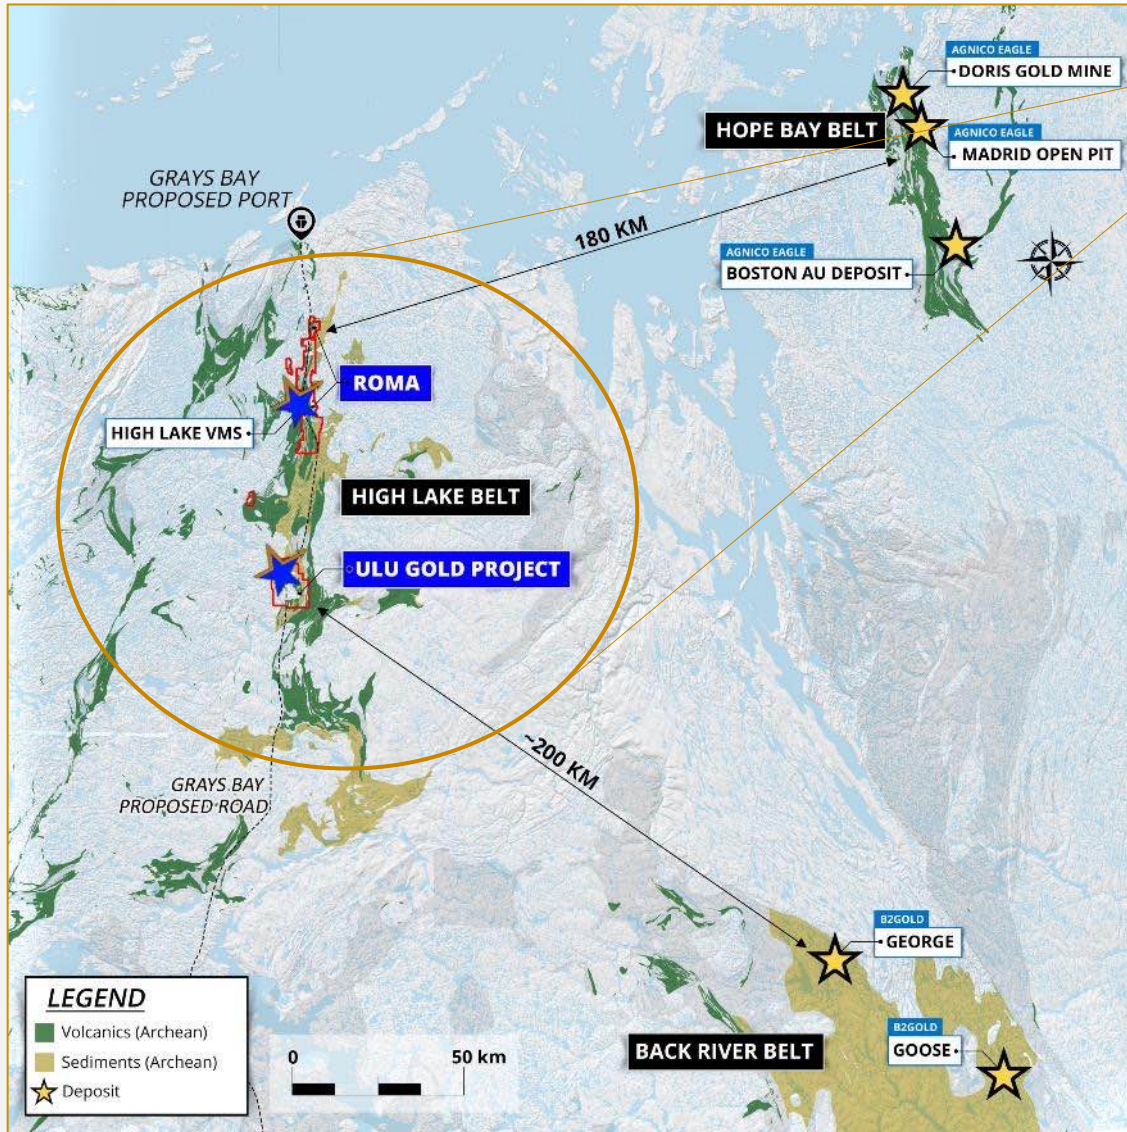 AGNICO EAGLE
DORIS GOLD MINE
HOPE BAY BELT
AGNICO EAGLE
MADRID OPEN PIT
GRAYS BAY
PROPOSED PORT
180 KM
AGNICO EAGLE
BOSTON AU DEPOSIT
ROMA
HIGH LAKE VMS
HIGH LAKE BELT
ULU GOLD PROJECT
~200 KM
GRAYS BAY
PROPOSED ROAD
B2GOLD
GEORGE
B2GOLD
GOOSE
BACK RIVER BELT
LEGEND
Volcanics (Archean)
Sediments (Archean)
Deposit
0 50 km